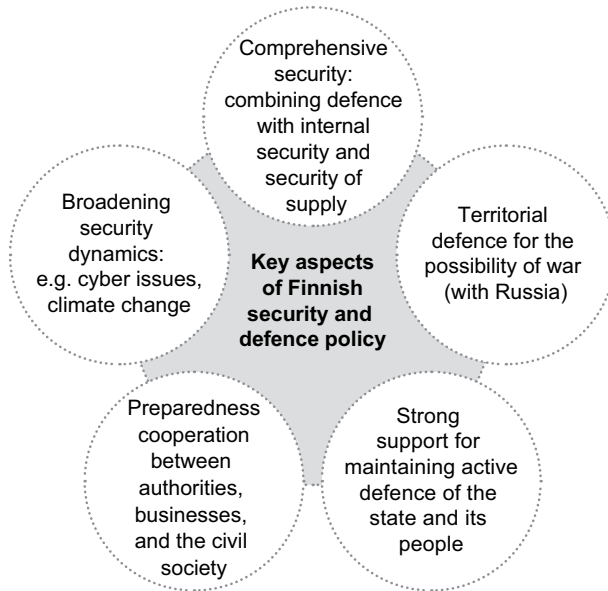 Comprehensive
security:
combining defence
with internal
security and
security of
supply
Broadening
security
dynamics:
e.g. cyber issues,
climate change
Key aspects
of Finnish
security and
defence policy
Territorial
defence for the
possibility of war
(with Russia)
Preparedness
cooperation
between
authorities,
businesses,
and the civil
society
Strong
support for
maintaining active
defence of the
state and its
people